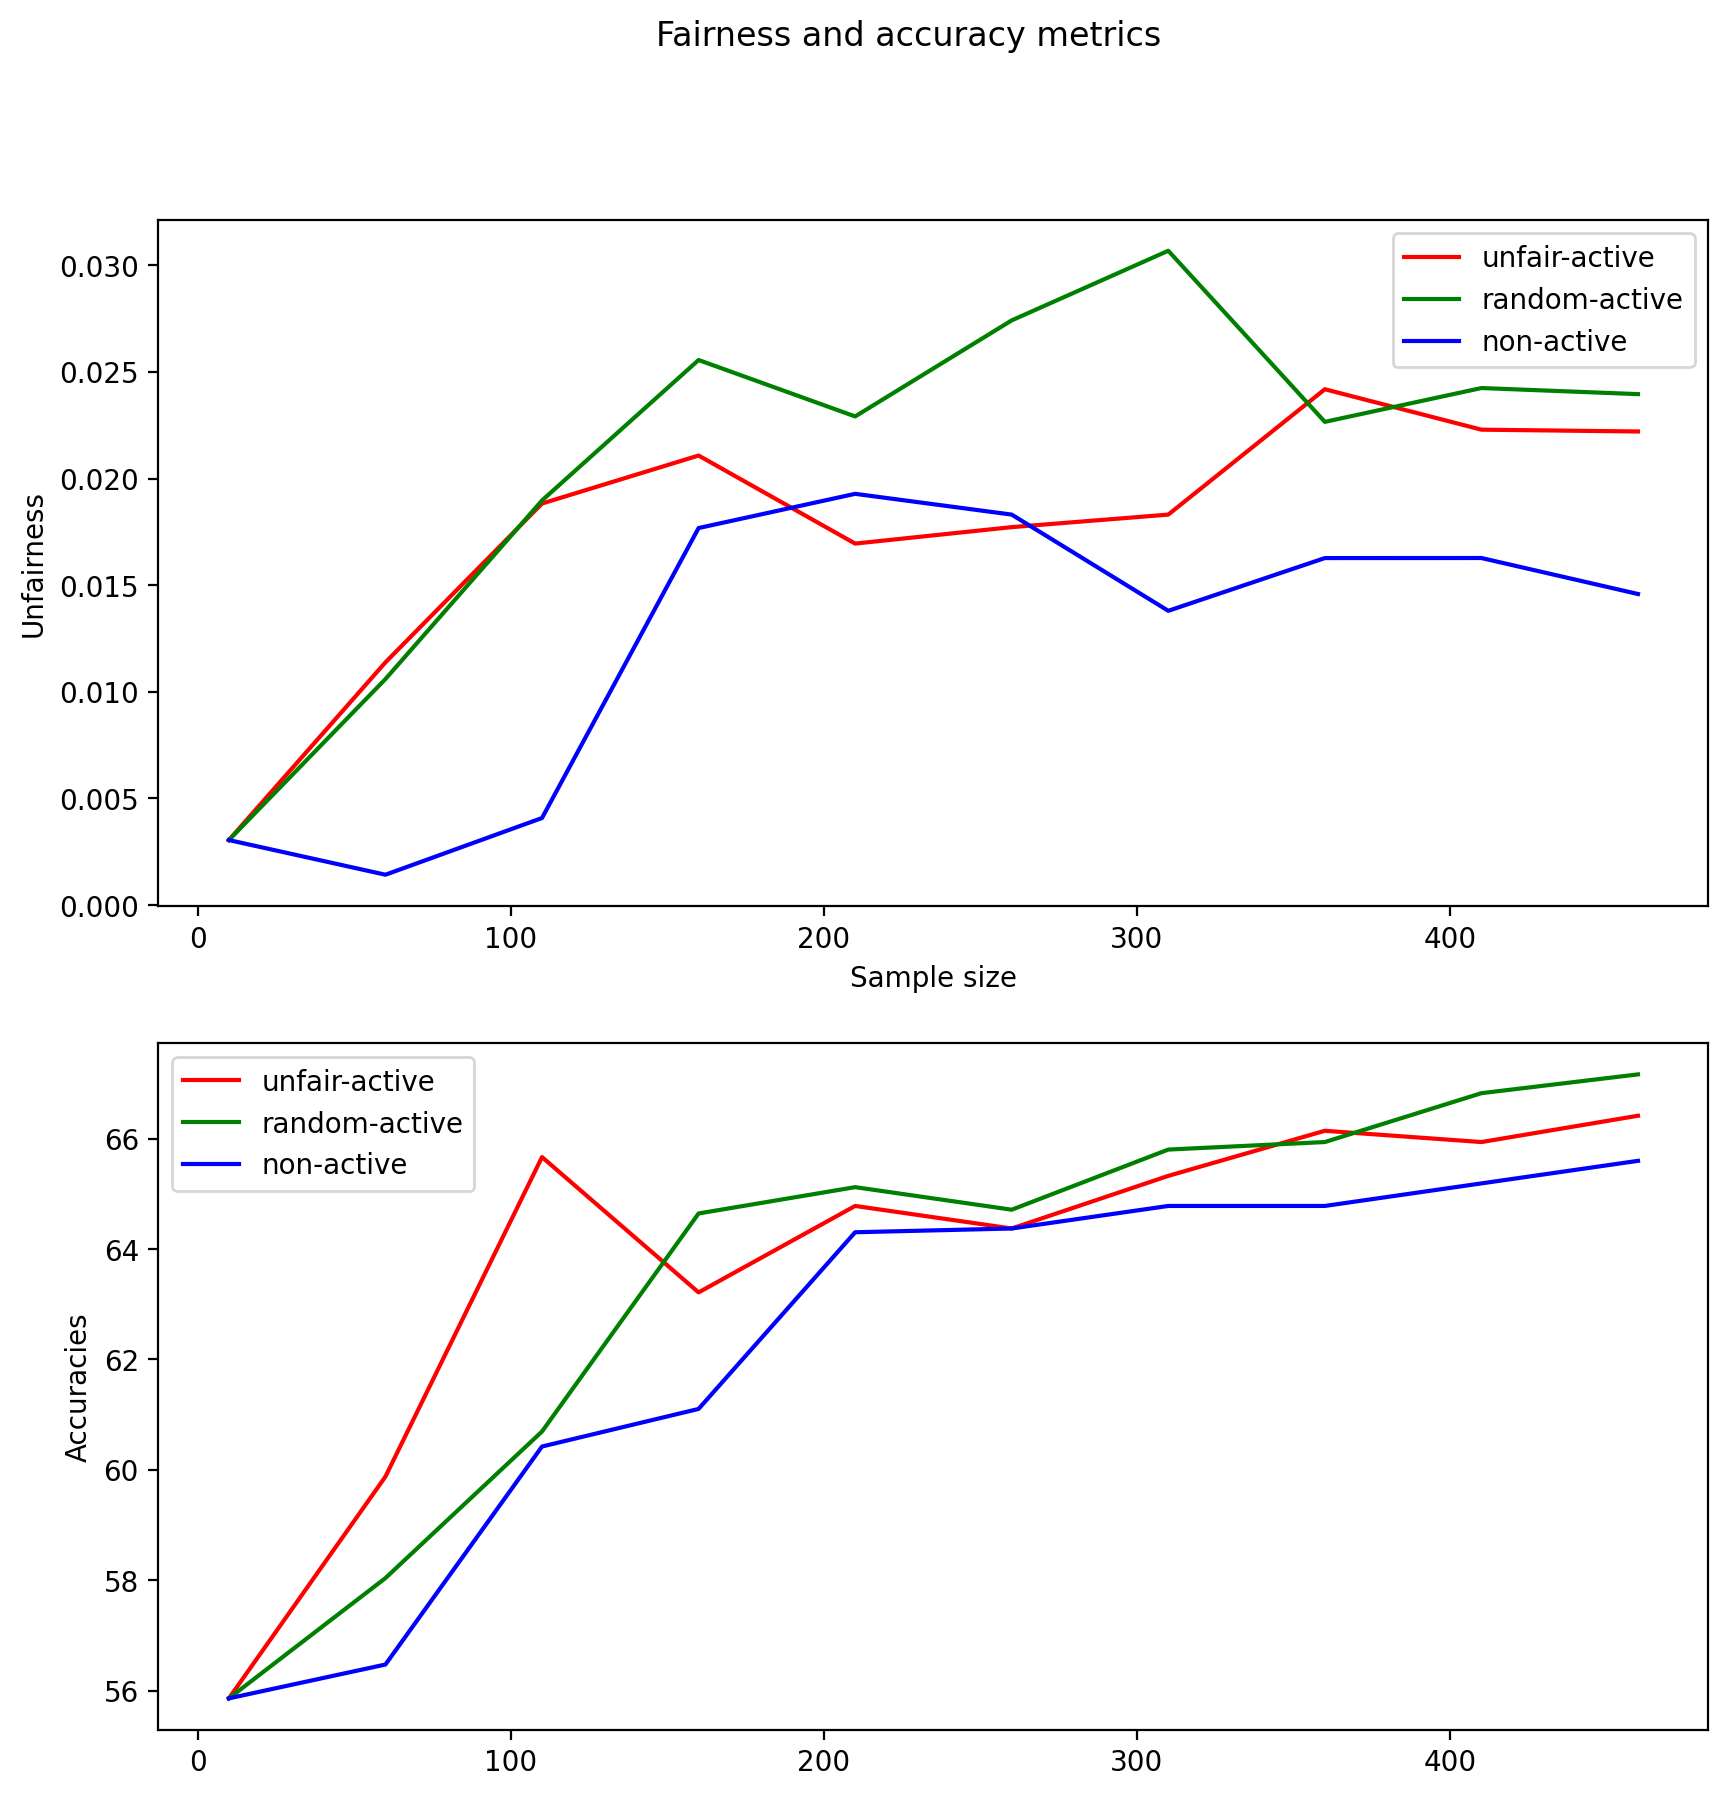 Fairness and accuracy metrics
0.030
0.025
0.020
0.015
0.010
0.005
0.000
Unfairness
unfair-active
random-active
non-active
0 100 200 300 400
Sample size
66
64
62
60
58
56
Accuracies
unfair-active
random-active
non-active
0 100 200 300 400